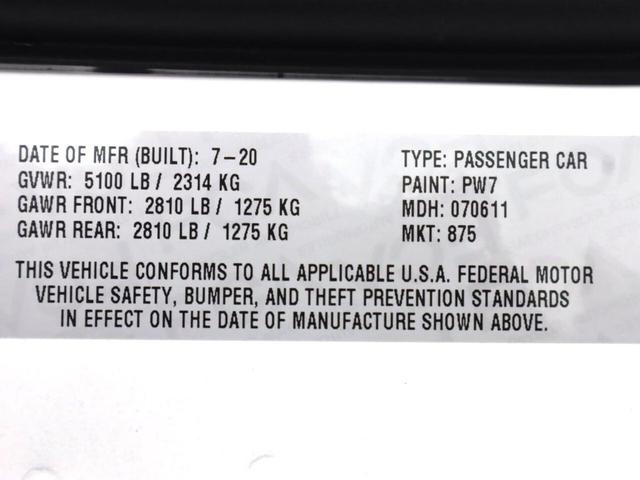 DATE OF MFR (BUILT): 7-20 TYPE: PASSENGER CAR
GVWR: 5100 LB / 2314 KG PAINT: PW7
GAWR FRONT: 2810 LB / 1275 KG MDH: 070611
GAWR REAR: 2810 LB / 1275 KG MKT: 875
THIS VEHICLE CONFORMS TO ALL APPLICABLE U.S.A. FEDERAL MOTOR
VEHICLE SAFETY, BUMPER, AND THEFT PREVENTION STANDARDS
IN EFFECT ON THE DATE OF MANUFACTURE SHOWN ABOVE.